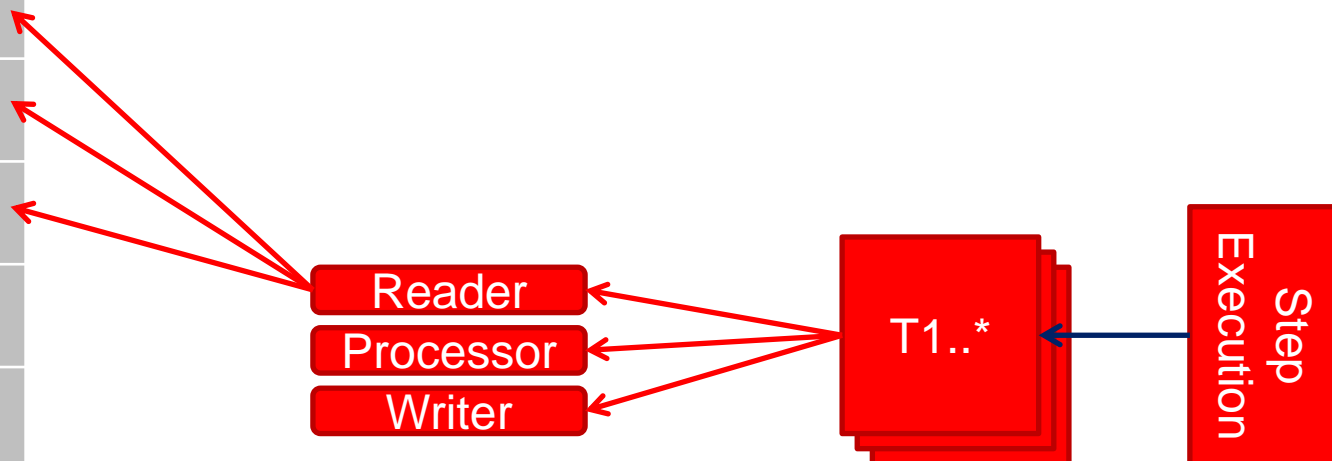 Reader
Processor
Writer
T1..*
Step
Execution